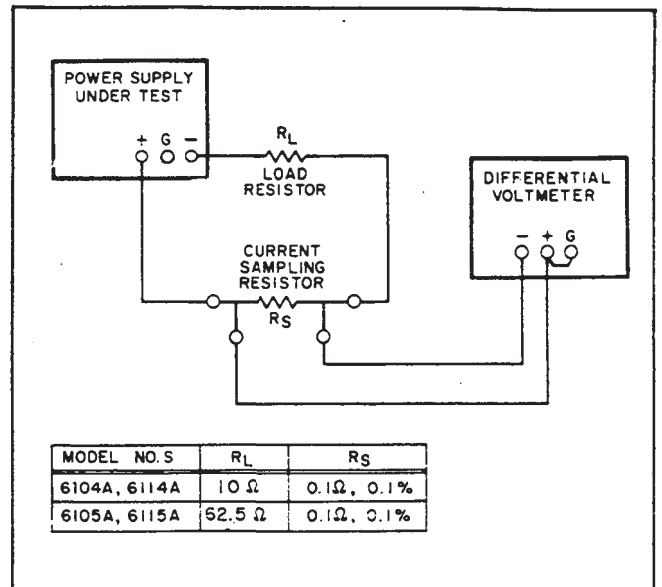 POWER SUPPLY
UNDER TEST
+ G −
RL
LOAD
RESISTOR
DIFFERENTIAL
VOLTMETER
− + G
CURRENT
SAMPLING
RESISTOR
RS
MODEL NO.S RL RS
6104A, 6114A 10 Ω 0.1Ω, 0.1%
6105A, 6115A 62.5 Ω 0.1Ω, 0.1%